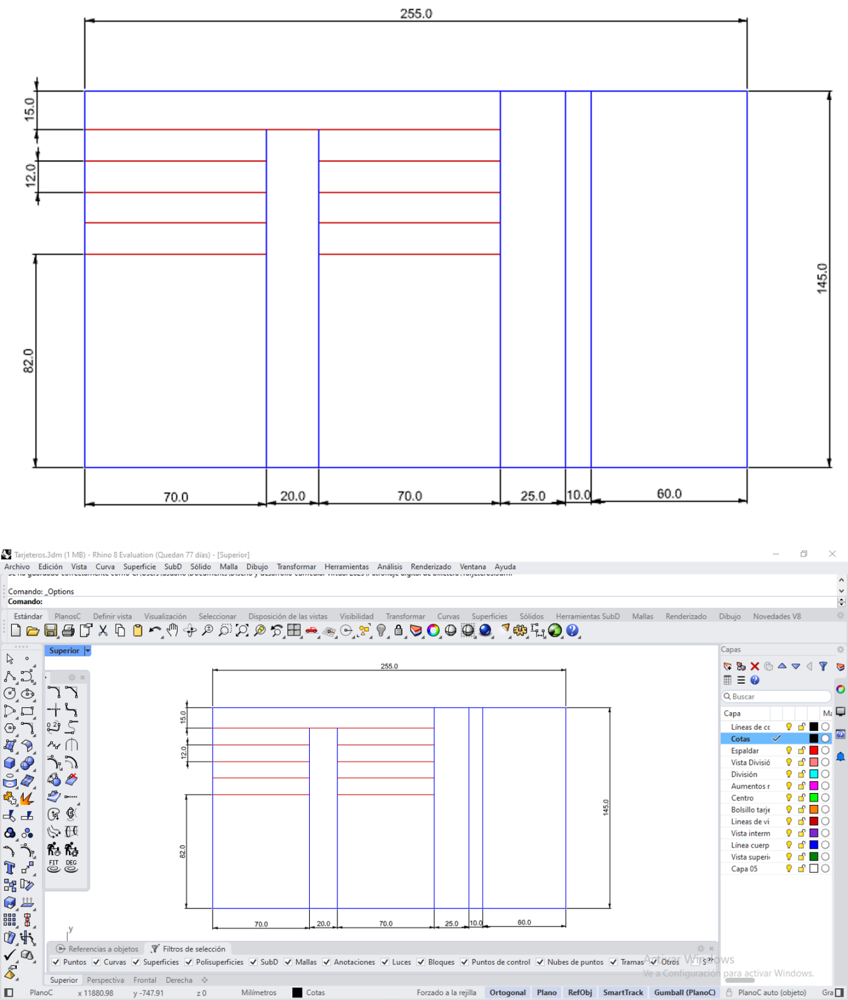 255.0
15.0
12.0
145.0
82.0
70.0 20.0 70.0 25.0 10.0 60.0
Tarjeteros.3dm (1 MB) - Rhino 8 Evaluation (Quedan 77 días) - [Superior]
Archivo Edición Vista Curva Superficie SubD Sólido Malla Dibujo Transformar Herramientas Análisis Renderizado Ventana Ayuda
Comando: _Options
Comando:
Estándar PlanosC Definir vista Visualización Seleccionar Disposición de las vistas Visibilidad Transformar Curvas Superficies Sólidos Herramientas SubD Mallas Renderizado Dibujo Novedades V8
Superior
Capas
Buscar
Capa
Líneas de cc
Cotas
Espaldar
Vista Divisió
División
Aumentos r
Centro
Bolsillo tarje
Lineas de vi
Vista interm
Línea cuerp
Vista superi
Capa 05
255.0
15.0
12.0
145.0
82.0
70.0 20.0 70.0 25.0 10.0 60.0
FIT DEG
y
Referencias a objetos Filtros de selección
Puntos Curvas Superficies Polisuperficies SubD Mallas Anotaciones Luces Bloques Puntos de control Nubes de puntos Tramas Otros S
Activar Windows
Ve a Configuración para activar Windows.
Superior Perspectiva Frontal Derecha
PlanoC x 11880.98 y -747.91 z 0 Milímetros Cotas Forzado a la rejilla Ortogonal Plano RefObj SmartTrack Gumball (PlanoC) PlanoC auto (objeto) Gra